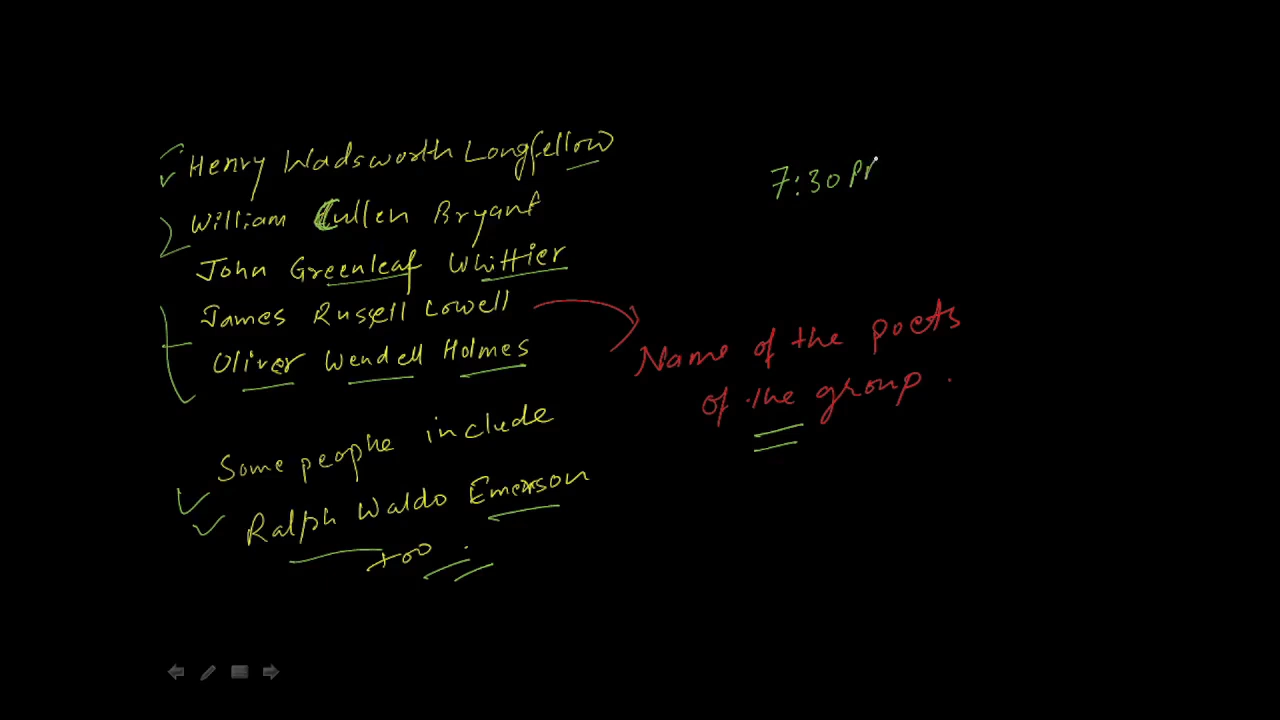 Henry Wadsworth Longfellow
William Cullen Bryant
John Greenleaf Whittier
James Russell Lowell
Oliver Wendell Holmes
Some people include
Ralph Waldo Emerson
too.
7:30 PM
Name of the poets
of the group.